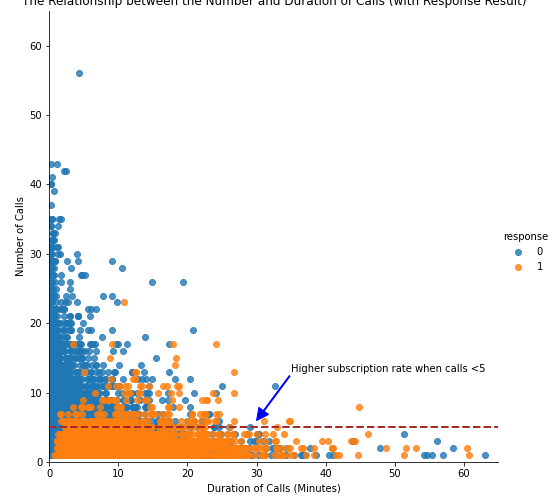 The Relationship between the Number and Duration of Calls (with Response Result)
60
50
40
30
20
10
0
Number of Calls
response
0
1
Higher subscription rate when calls <5
0 10 20 30 40 50 60
Duration of Calls (Minutes)